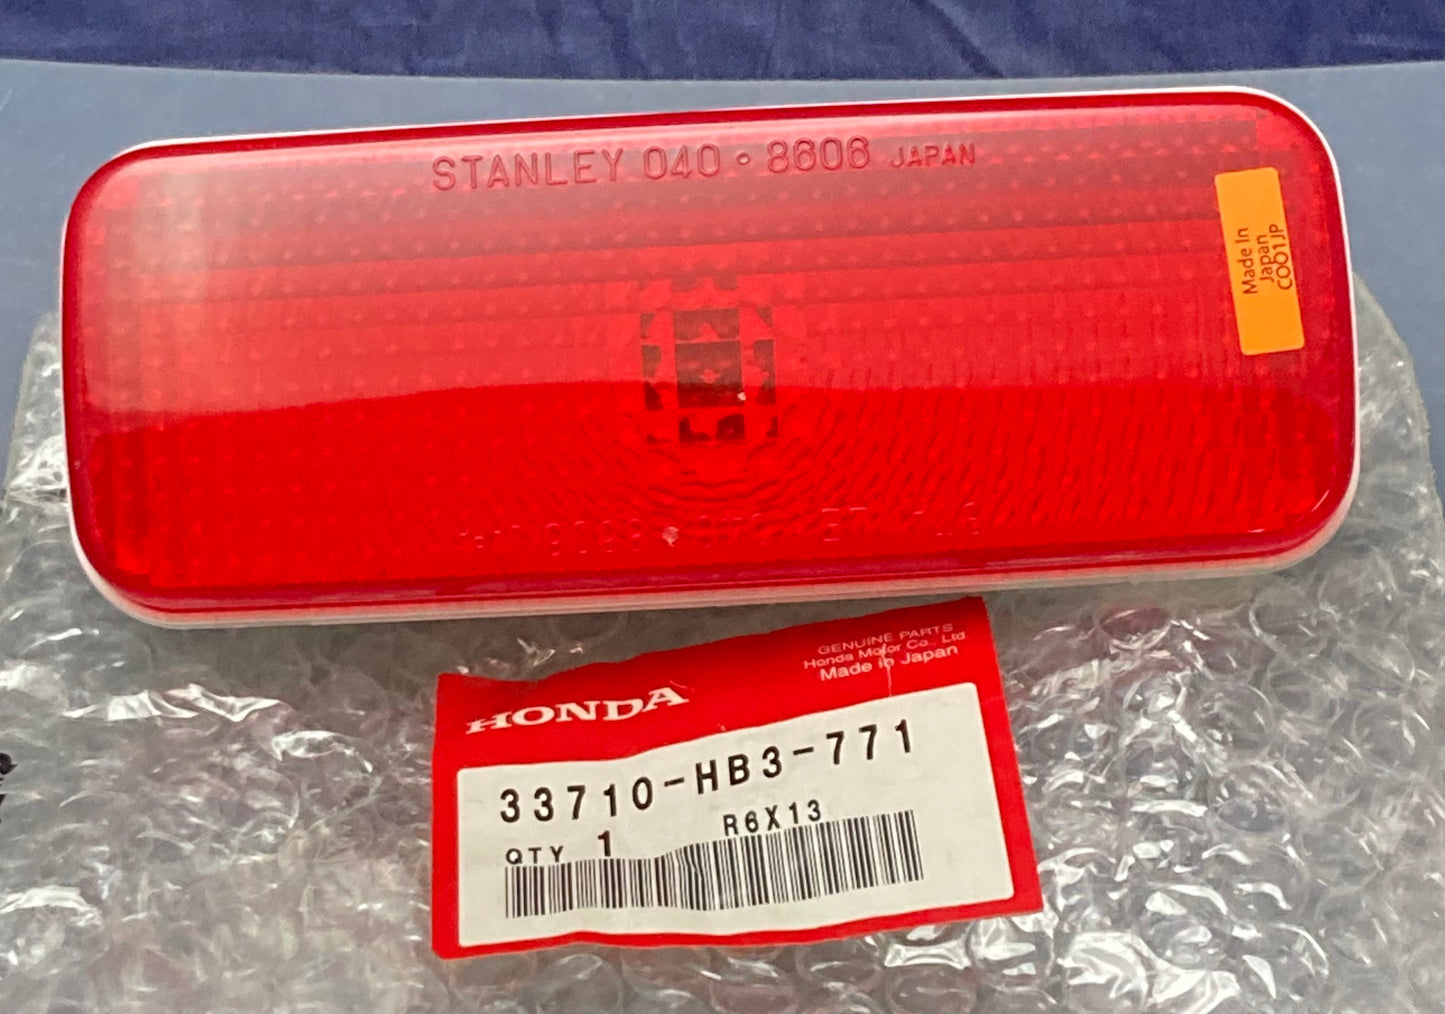 STANLEY 040 • 8606 JAPAN
Made In
Japan
COO1JP
HONDA
GENUINE PARTS
Honda Motor Co., Ltd
Made in Japan
33710-HB3-771
QTY 1 R6X13